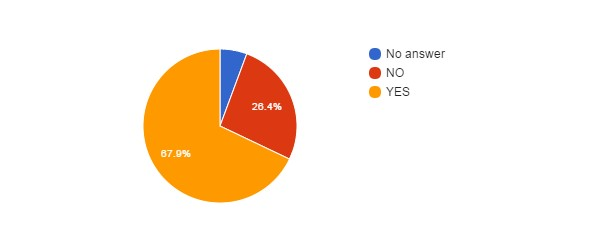 No answer
NO
YES
26.4%
67.9%